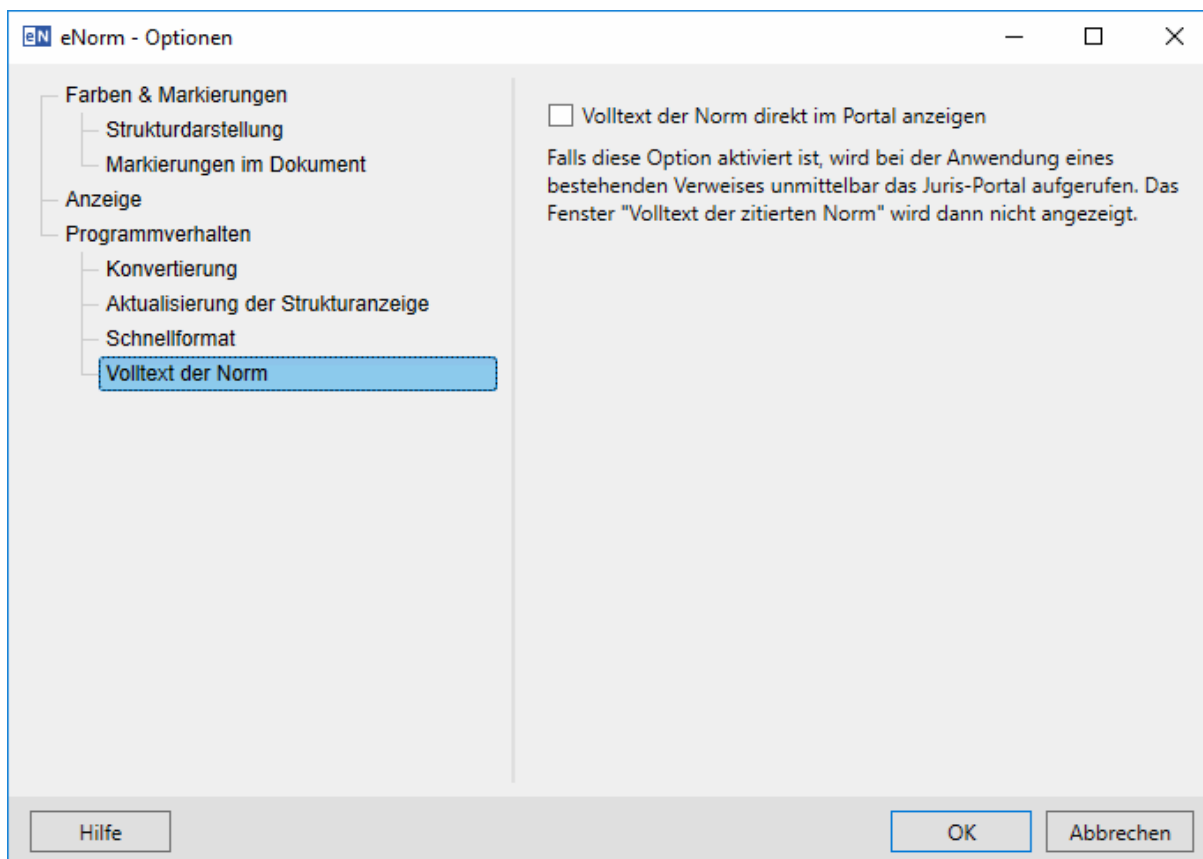 eN eNorm - Optionen
Farben & Markierungen
Strukturdarstellung
Markierungen im Dokument
Anzeige
Programmverhalten
Konvertierung
Aktualisierung der Strukturanzeige
Schnellformat
Volltext der Norm
Volltext der Norm direkt im Portal anzeigen
Falls diese Option aktiviert ist, wird bei der Anwendung eines
bestehenden Verweises unmittelbar das Juris-Portal aufgerufen. Das
Fenster "Volltext der zitierten Norm" wird dann nicht angezeigt.
Hilfe
OK
Abbrechen